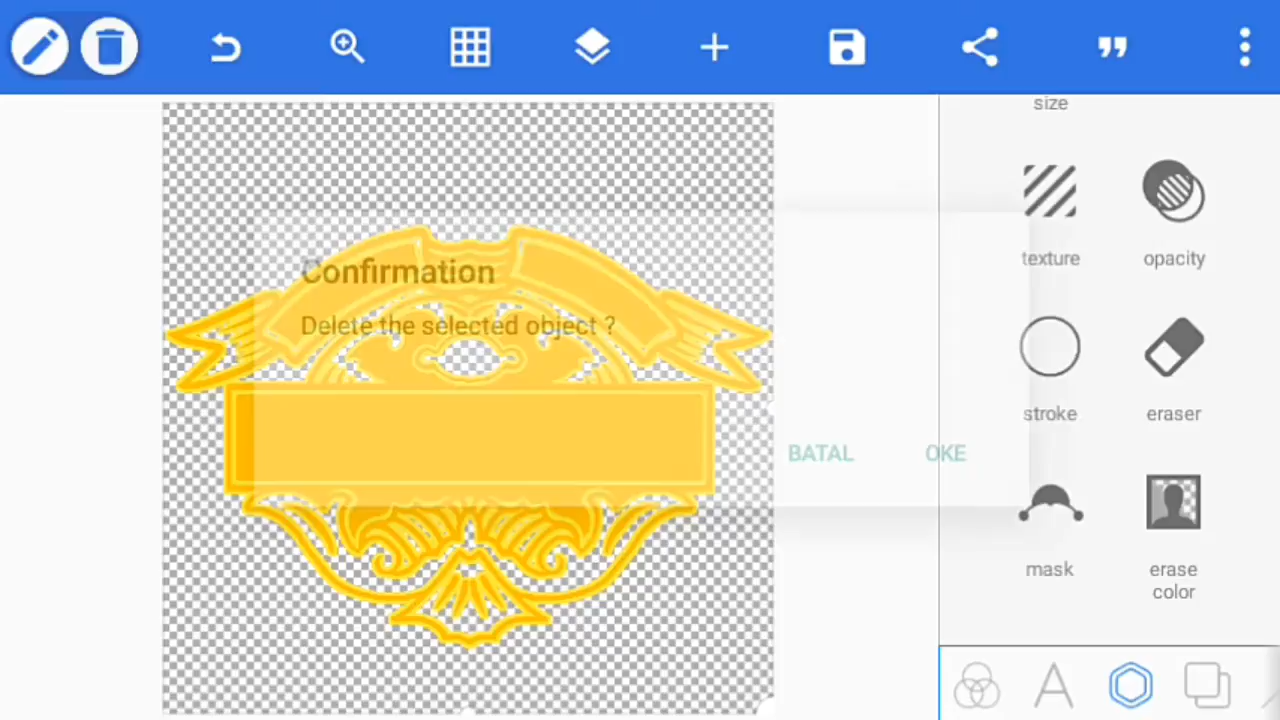 size
texture
opacity
Confirmation
Delete the selected object ?
stroke
eraser
BATAL
OKE
mask
erase
color